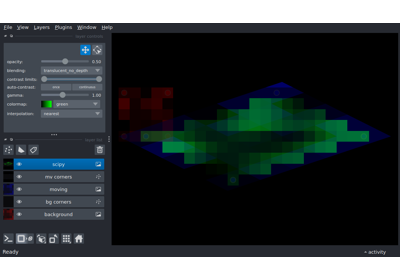 File View Layers Plugins Window Help
opacity: 0.50
blending: translucent_no_depth
contrast limits:
auto-contrast: once continuous
gamma: 1.00
colormap: green
interpolation: nearest
scipy
mv corners
moving
bg corners
background
Ready
activity